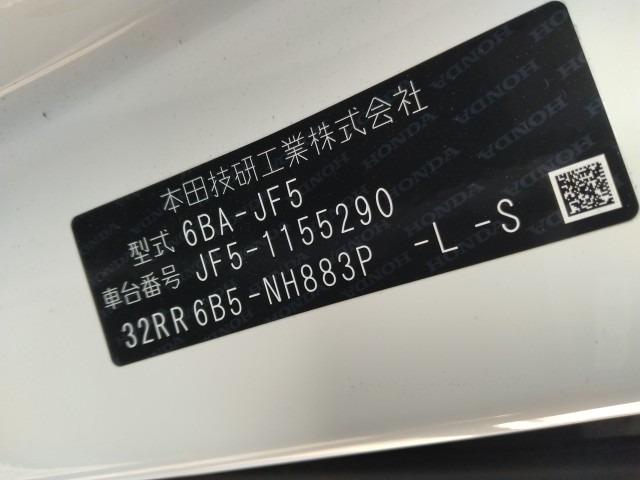 本田技研工業株式会社
型式 6BA-JF5
車台番号 JF5-1155290
32RR 6B5-NH883P -L -S